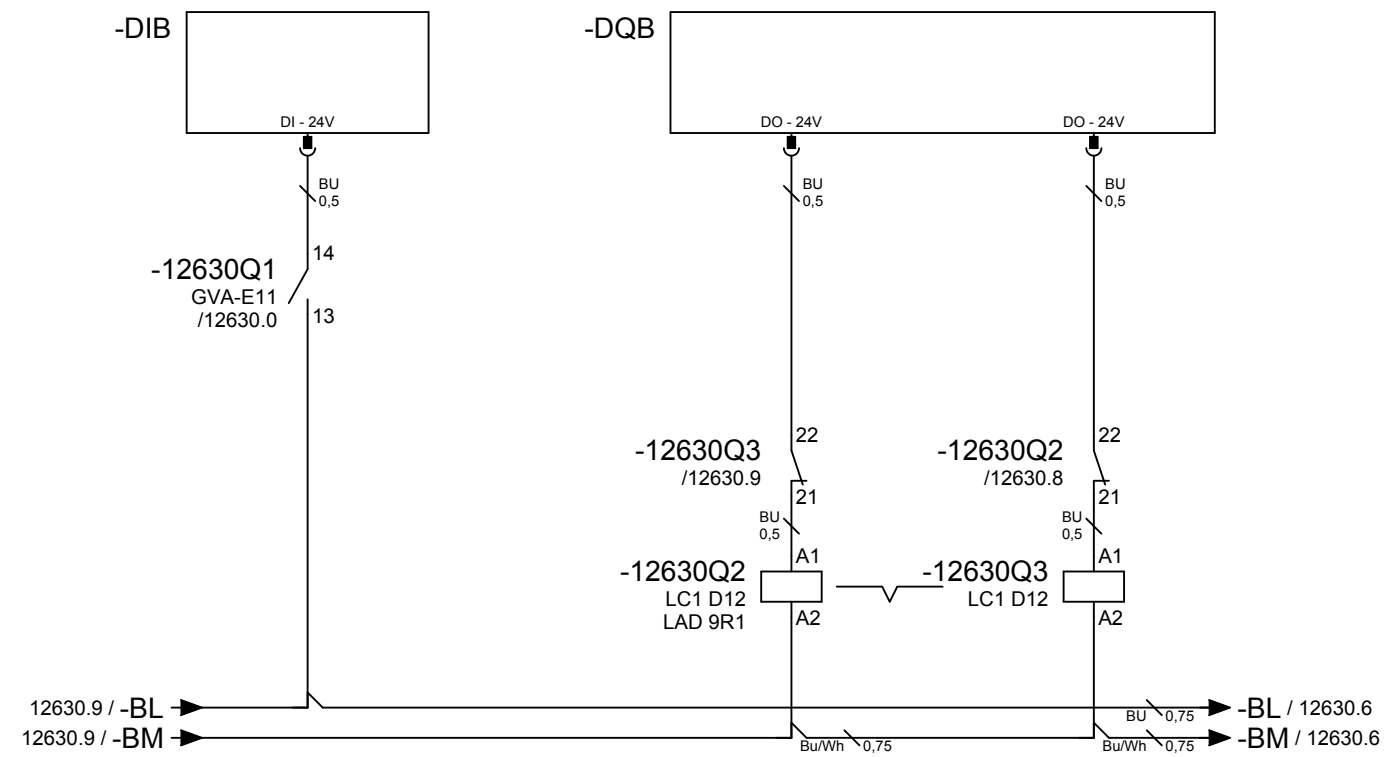 -DIB
-DQB
DI - 24V
DO - 24V
DO - 24V
BU
0,5
BU
0,5
BU
0,5
14
-12630Q1
GVA-E11
/12630.0
13
22
-12630Q3
/12630.9
21
22
-12630Q2
/12630.8
21
BU
0,5
BU
0,5
A1
-12630Q2
LC1 D12
LAD 9R1
A2
A1
-12630Q3
LC1 D12
A2
12630.9 / -BL
BU 0,75
-BL / 12630.6
12630.9 / -BM
Bu/Wh 0,75
Bu/Wh 0,75
-BM / 12630.6